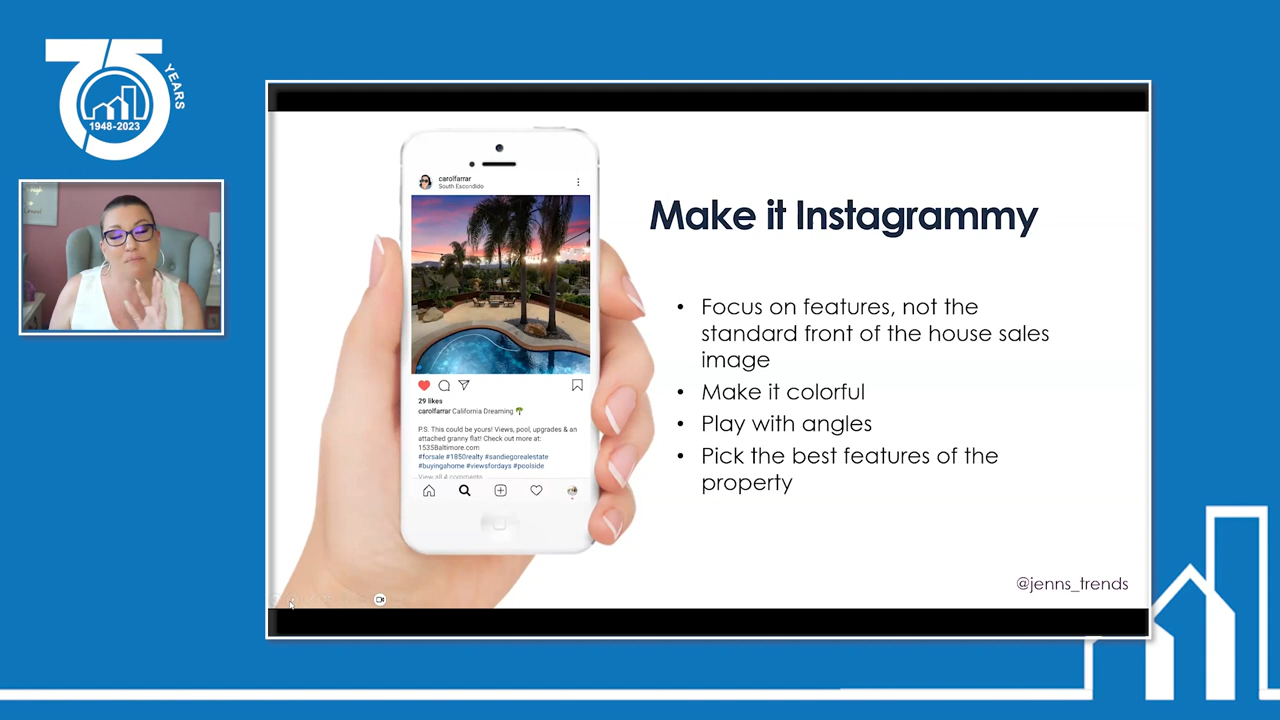 75
YEARS
1948-2023
carolfarrar
South Escondido
29 likes
carolfarrar California Dreaming 🌴
P.S. This could be yours! Views, pool, upgrades & an
attached granny flat! Check out more at:
1535Baltimore.com
#forsale #1850realty #sandiegorealestate
#buyingahome #viewsfordays #poolside
View all 4 comments
Make it Instagrammy
• Focus on features, not the
standard front of the house sales
image
• Make it colorful
• Play with angles
• Pick the best features of the
property
@jenns_trends